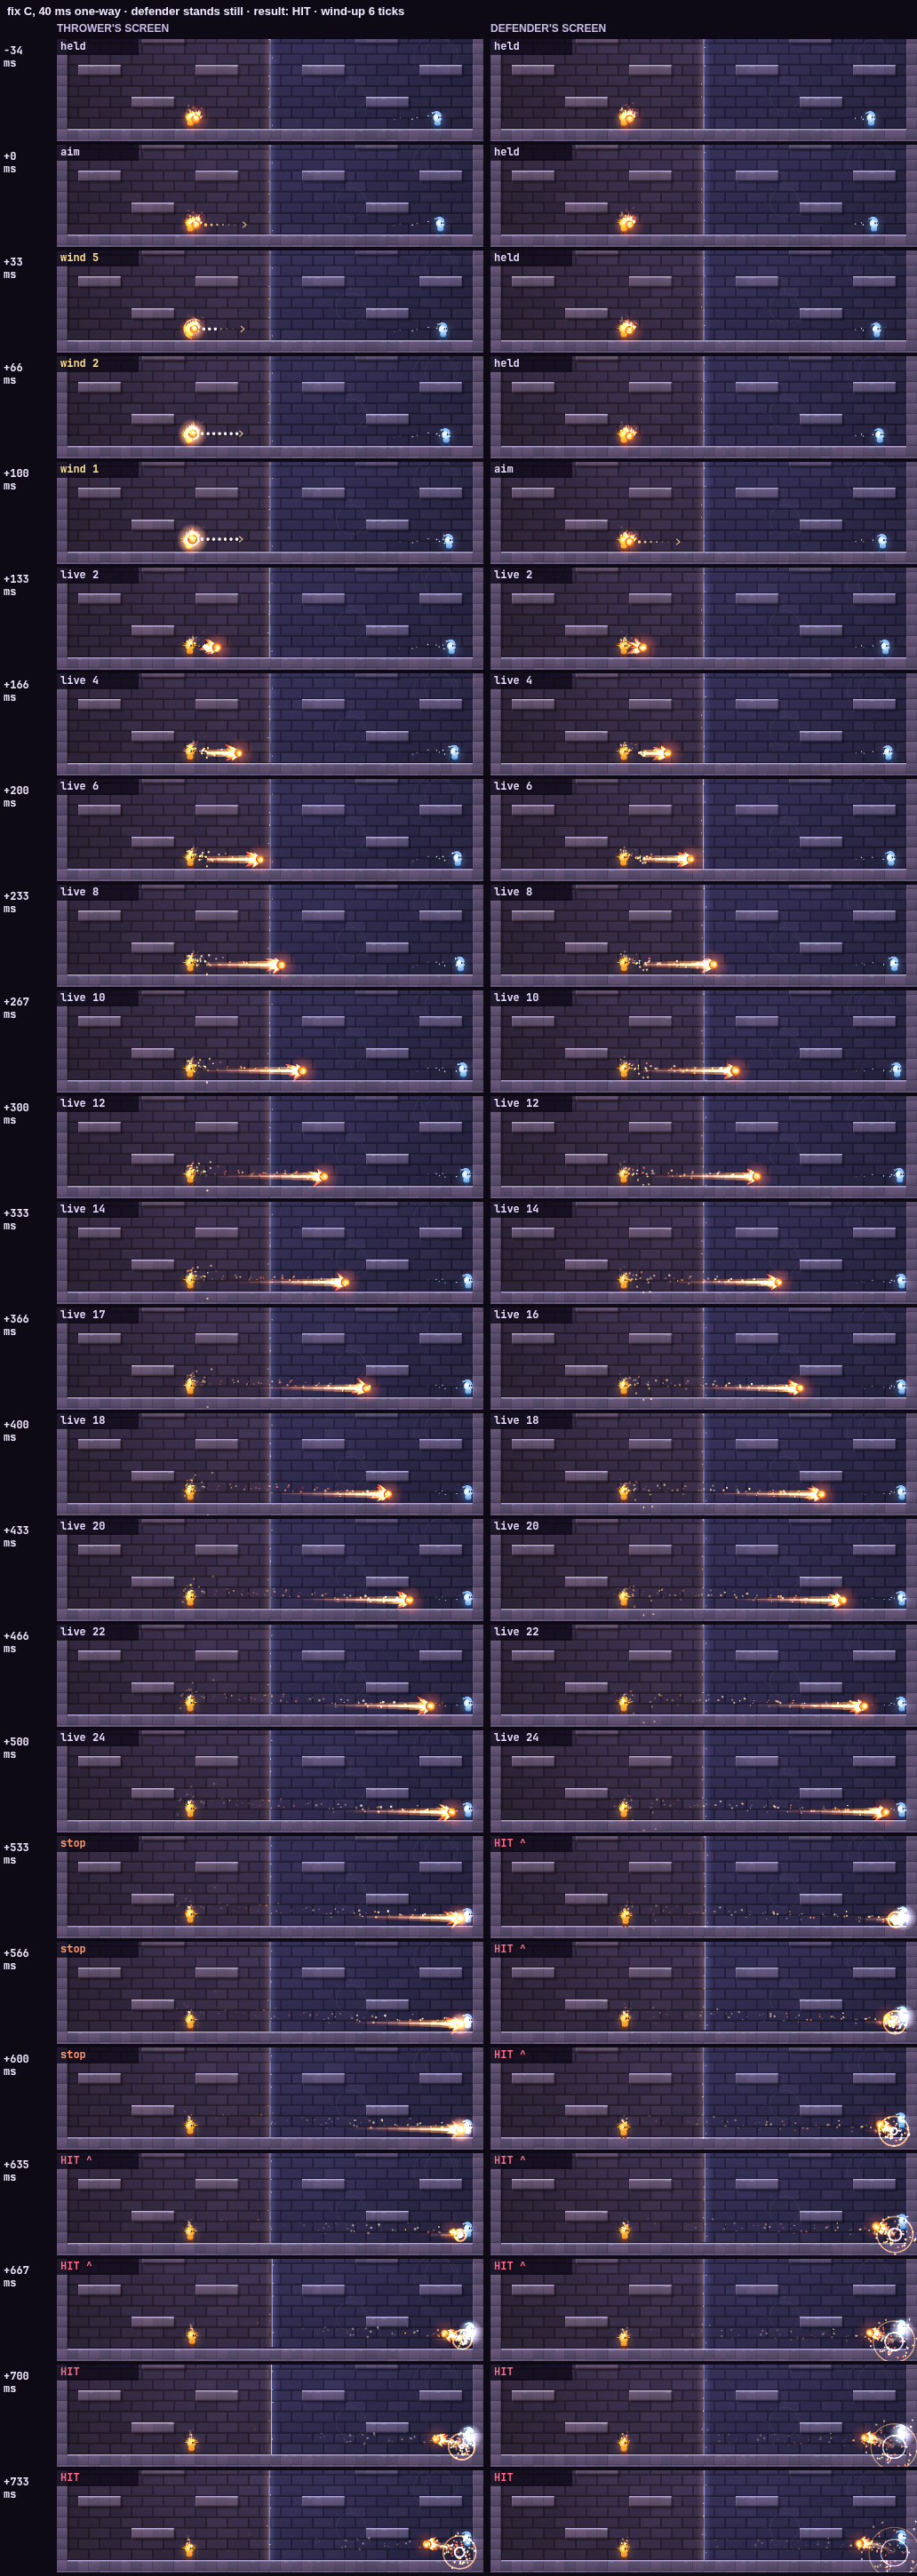 fix C, 40 ms one-way · defender stands still · result: HIT · wind-up 6 ticks
THROWER'S SCREEN DEFENDER'S SCREEN
-34 ms held held
+0 ms aim held
+33 ms wind 5 held
+66 ms wind 2 held
+100 ms wind 1 aim
+133 ms live 2 live 2
+166 ms live 4 live 4
+200 ms live 6 live 6
+233 ms live 8 live 8
+267 ms live 10 live 10
+300 ms live 12 live 12
+333 ms live 14 live 14
+366 ms live 17 live 16
+400 ms live 18 live 18
+433 ms live 20 live 20
+466 ms live 22 live 22
+500 ms live 24 live 24
+533 ms stop HIT ^
+566 ms stop HIT ^
+600 ms stop HIT ^
+635 ms HIT ^ HIT ^
+667 ms HIT ^ HIT ^
+700 ms HIT HIT
+733 ms HIT HIT